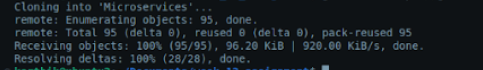 Cloning into 'Microservices'...
remote: Enumerating objects: 95, done.
remote: Total 95 (delta 0), reused 0 (delta 0), pack-reused 95
Receiving objects: 100% (95/95), 96.20 KiB | 920.00 KiB/s, done.
Resolving deltas: 100% (28/28), done.